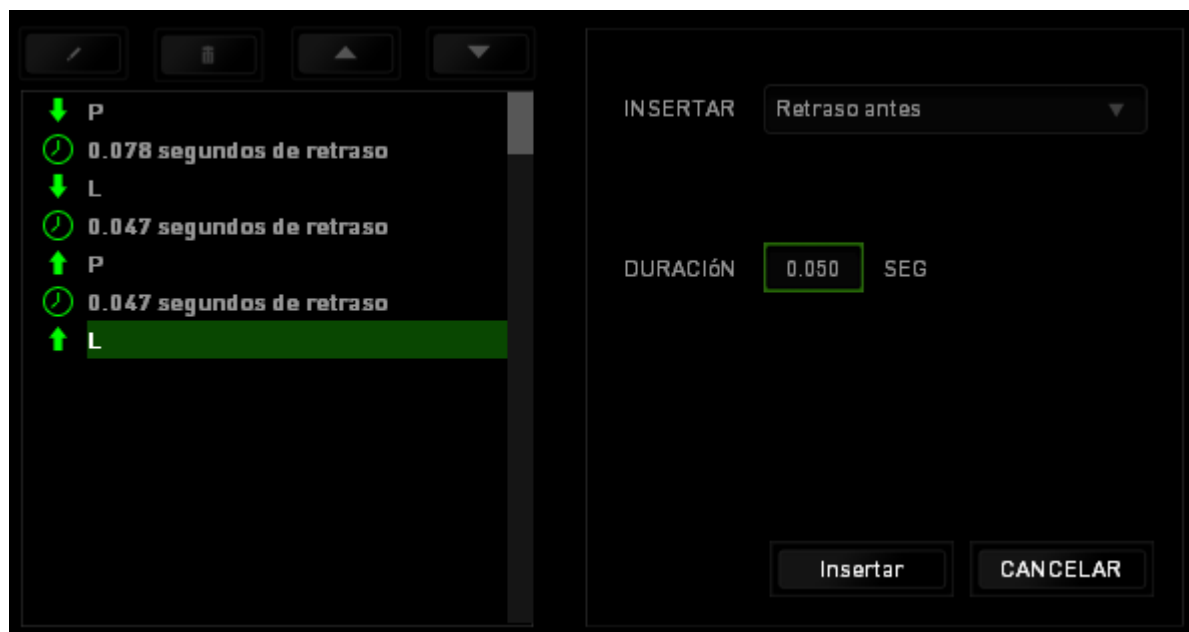 P
0.078 segundos de retraso
L
0.047 segundos de retraso
P
0.047 segundos de retraso
L
INSERTAR Retraso antes
DURACIóN 0.050 SEG
Insertar CANCELAR